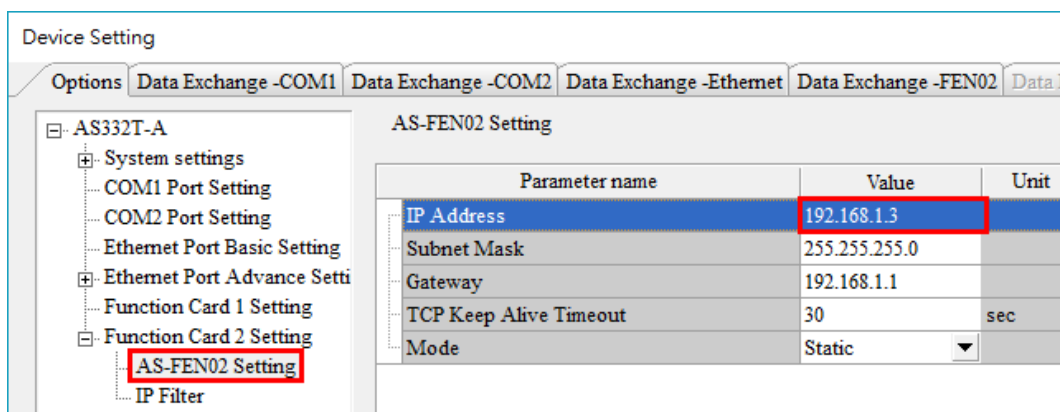 Device Setting
Options Data Exchange -COM1 Data Exchange -COM2 Data Exchange -Ethernet Data Exchange -FEN02 Data
AS332T-A
System settings
COM1 Port Setting
COM2 Port Setting
Ethernet Port Basic Setting
Ethernet Port Advance Setti
Function Card 1 Setting
Function Card 2 Setting
AS-FEN02 Setting
IP Filter
AS-FEN02 Setting
Parameter name Value Unit
IP Address 192.168.1.3
Subnet Mask 255.255.255.0
Gateway 192.168.1.1
TCP Keep Alive Timeout 30 sec
Mode Static